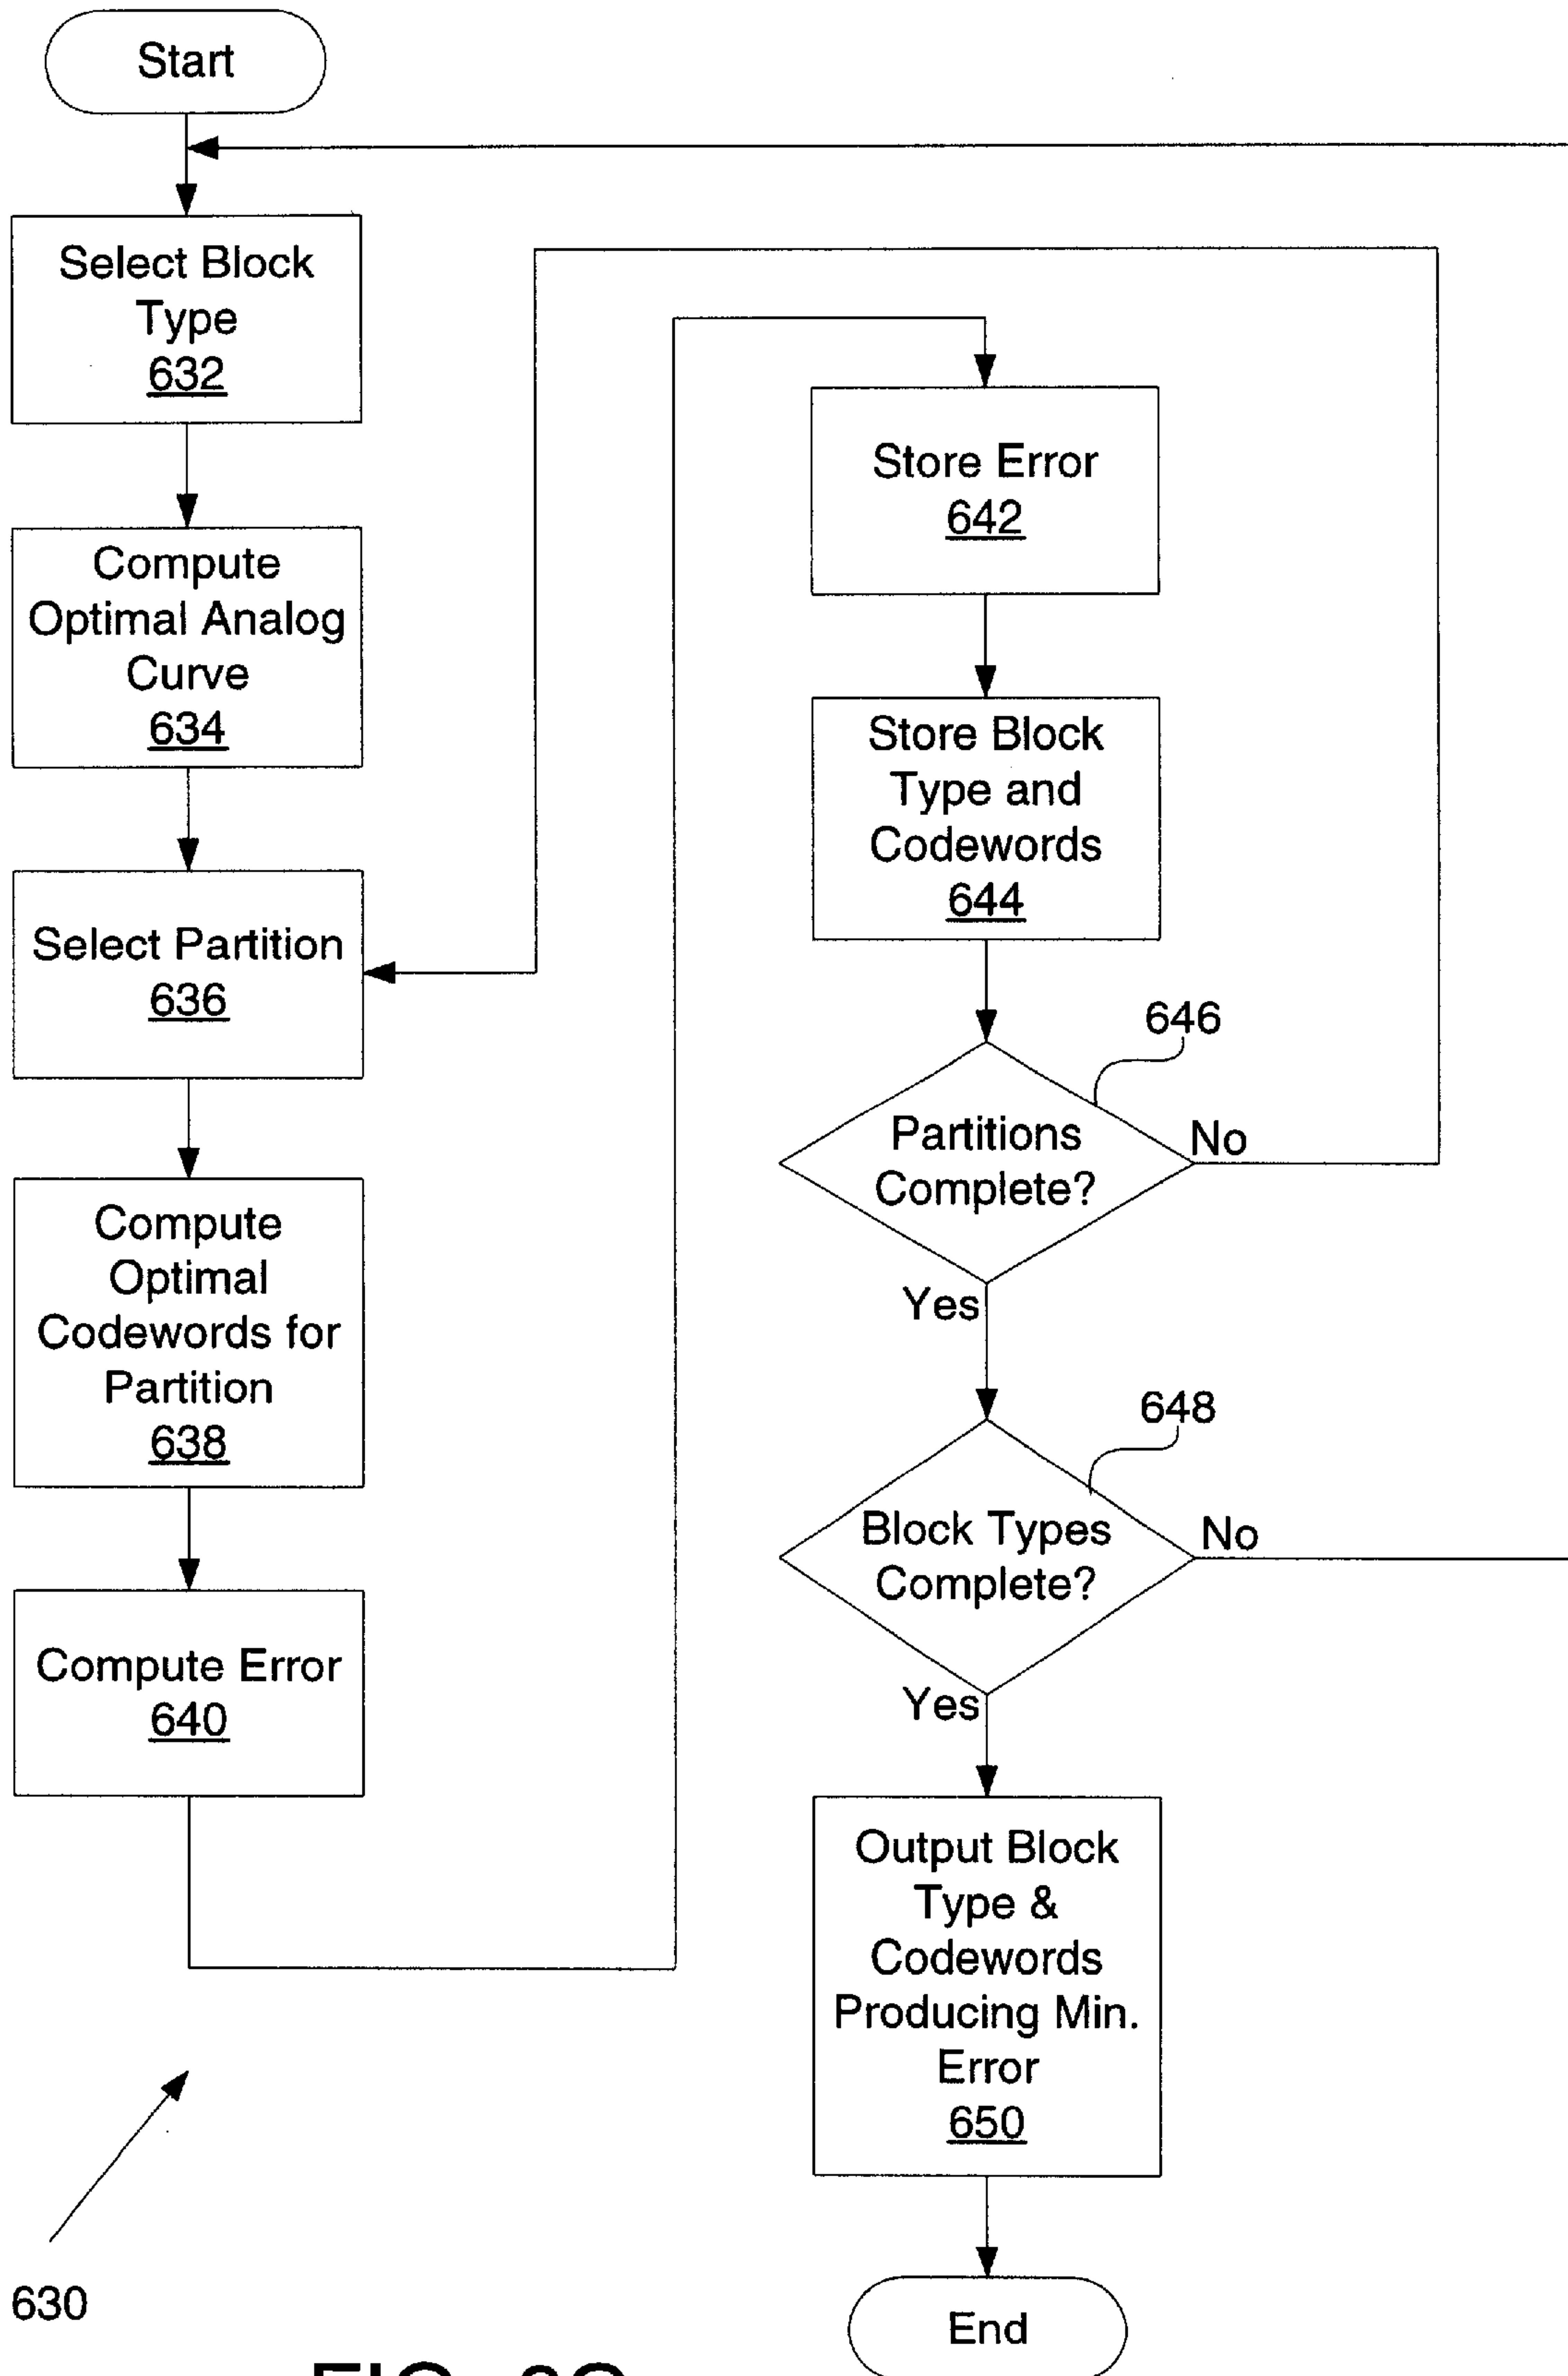 Start
Select Block
Type
632
Compute
Optimal Analog
Curve
634
Select Partition
636
Compute
Optimal
Codewords for
Partition
638
Compute Error
640
630
Store Error
642
Store Block
Type and
Codewords
644
646
Partitions
Complete?
No
Yes
648
Block Types
Complete?
No
Yes
Output Block
Type &
Codewords
Producing Min.
Error
650
End